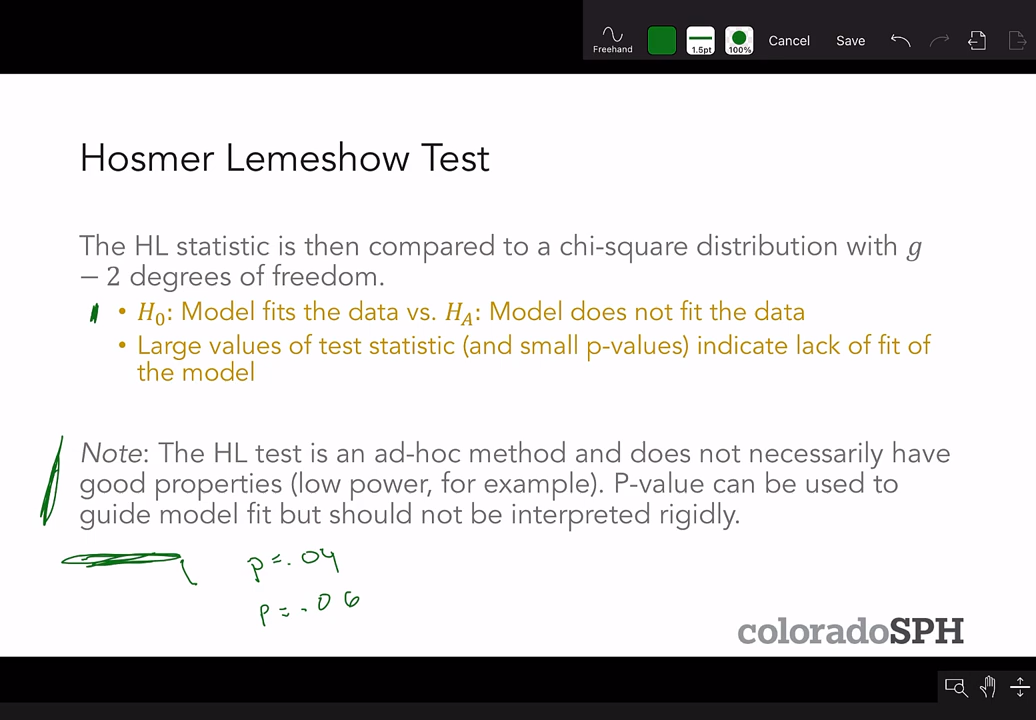 Freehand
1.5pt
100%
Cancel
Save
Hosmer Lemeshow Test
The HL statistic is then compared to a chi-square distribution with g
− 2 degrees of freedom.
• H₀: Model fits the data vs. H_A: Model does not fit the data
• Large values of test statistic (and small p-values) indicate lack of fit of
the model
Note: The HL test is an ad-hoc method and does not necessarily have
good properties (low power, for example). P-value can be used to
guide model fit but should not be interpreted rigidly.
p=.04
p=.06
coloradoSPH